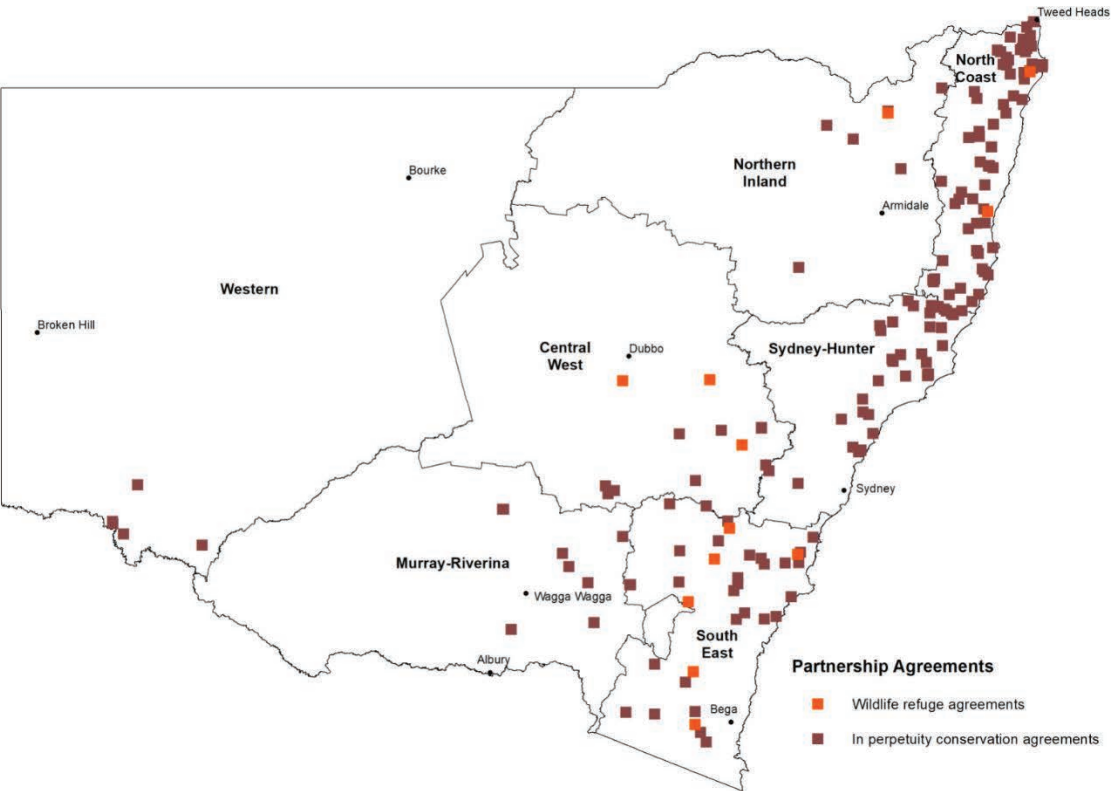 Tweed Heads
North
Coast
Bourke
Northern
Inland
Armidale
Western
Broken Hill
Central
West
Dubbo
Sydney-Hunter
Sydney
Murray-Riverina
Wagga Wagga
South
East
Albury
Bega
Partnership Agreements
Wildlife refuge agreements
In perpetuity conservation agreements